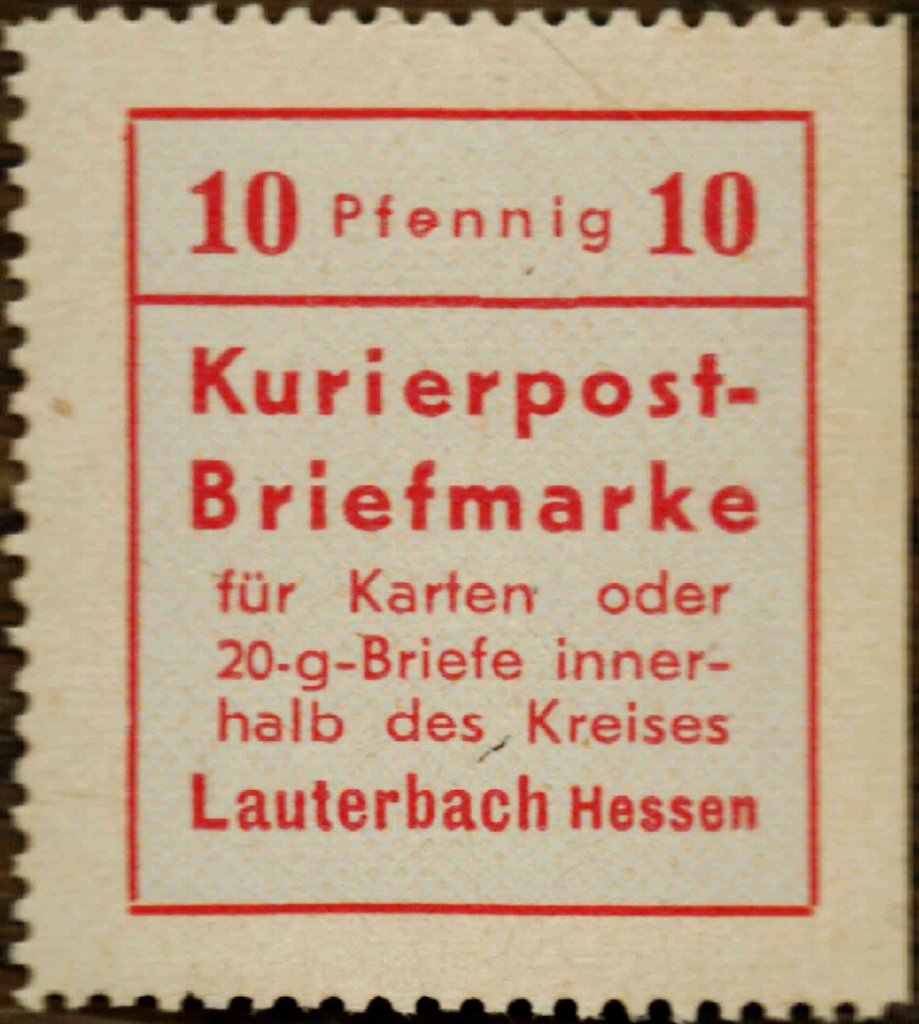 10 Pfennig 10
Kurierpost-
Briefmarke
für Karten oder
20-g-Briefe inner-
halb des Kreises
Lauterbach Hessen